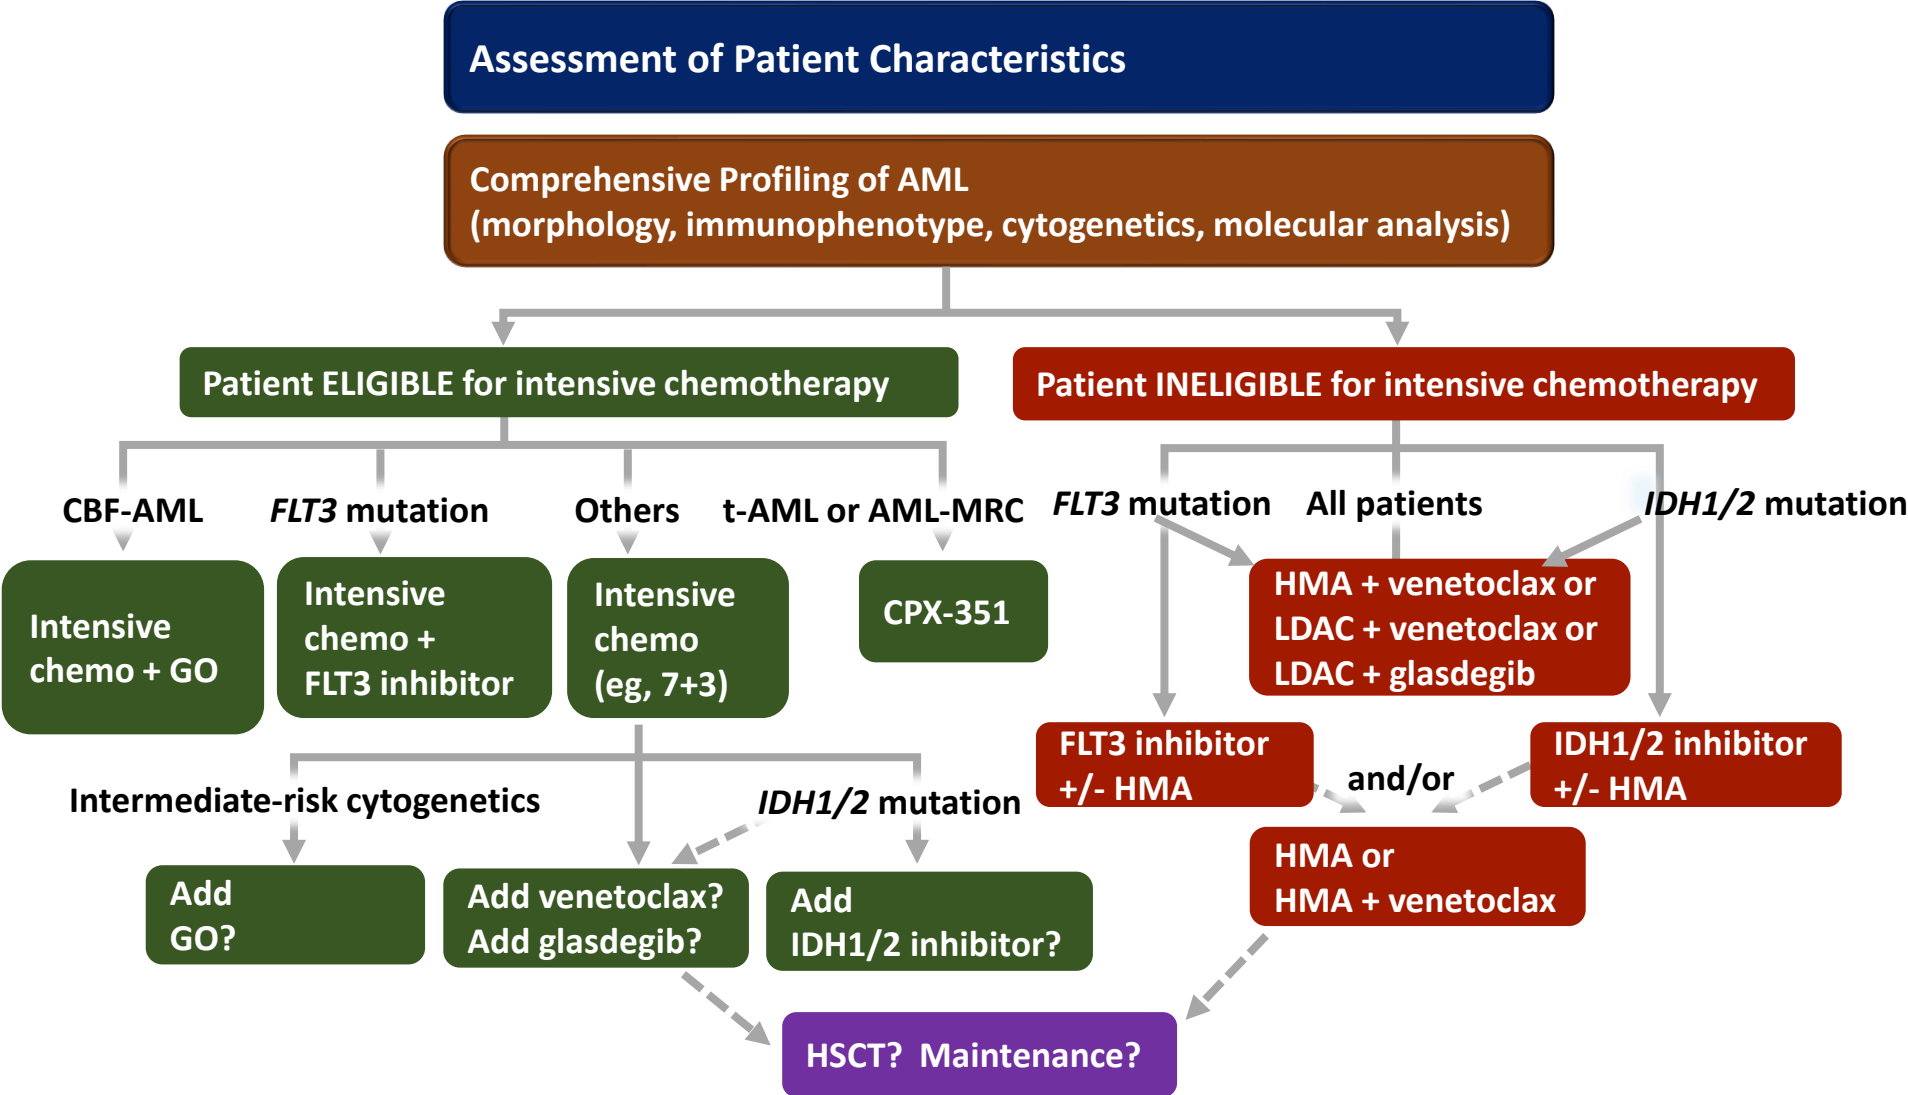 Assessment of Patient Characteristics
Comprehensive Profiling of AML
(morphology, immunophenotype, cytogenetics, molecular analysis)
Patient ELIGIBLE for intensive chemotherapy
Patient INELIGIBLE for intensive chemotherapy
CBF-AML
FLT3 mutation
Others
t-AML or AML-MRC
FLT3 mutation
All patients
IDH1/2 mutation
Intensive
chemo + GO
Intensive
chemo +
FLT3 inhibitor
Intensive
chemo
(eg, 7+3)
CPX-351
HMA + venetoclax or
LDAC + venetoclax or
LDAC + glasdegib
FLT3 inhibitor
+/- HMA
and/or
IDH1/2 inhibitor
+/- HMA
Intermediate-risk cytogenetics
IDH1/2 mutation
Add
GO?
Add venetoclax?
Add glasdegib?
Add
IDH1/2 inhibitor?
HMA or
HMA + venetoclax
HSCT?  Maintenance?